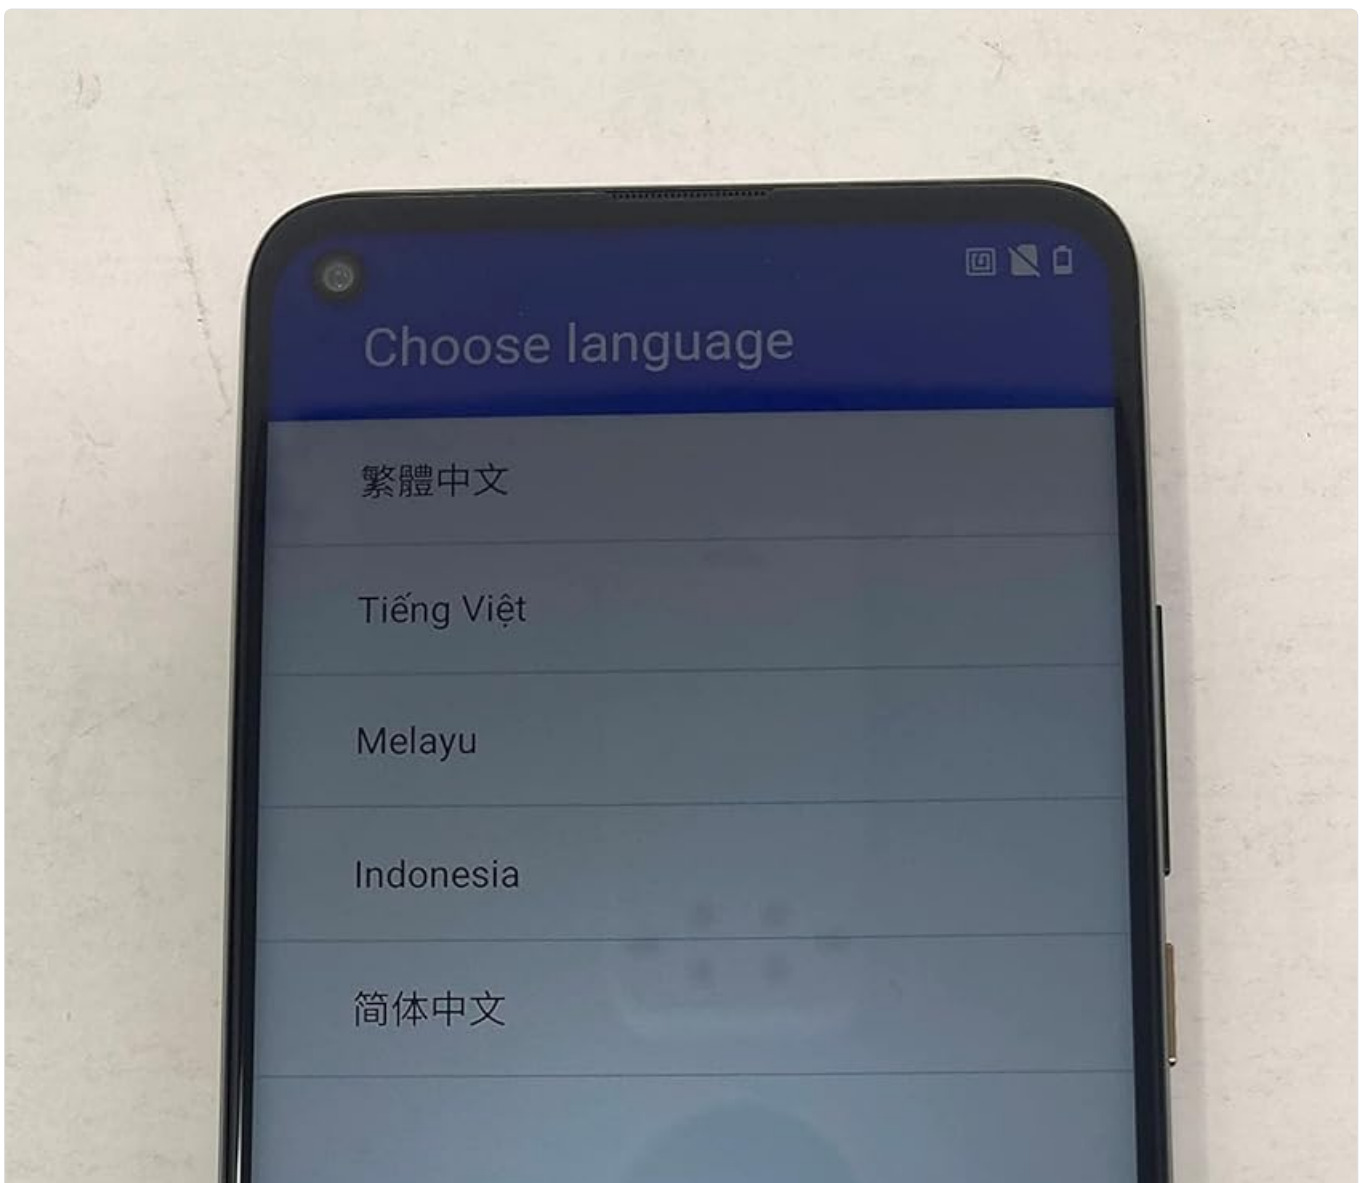 Choose language
繁體中文
Tiếng Việt
Melayu
Indonesia
简体中文